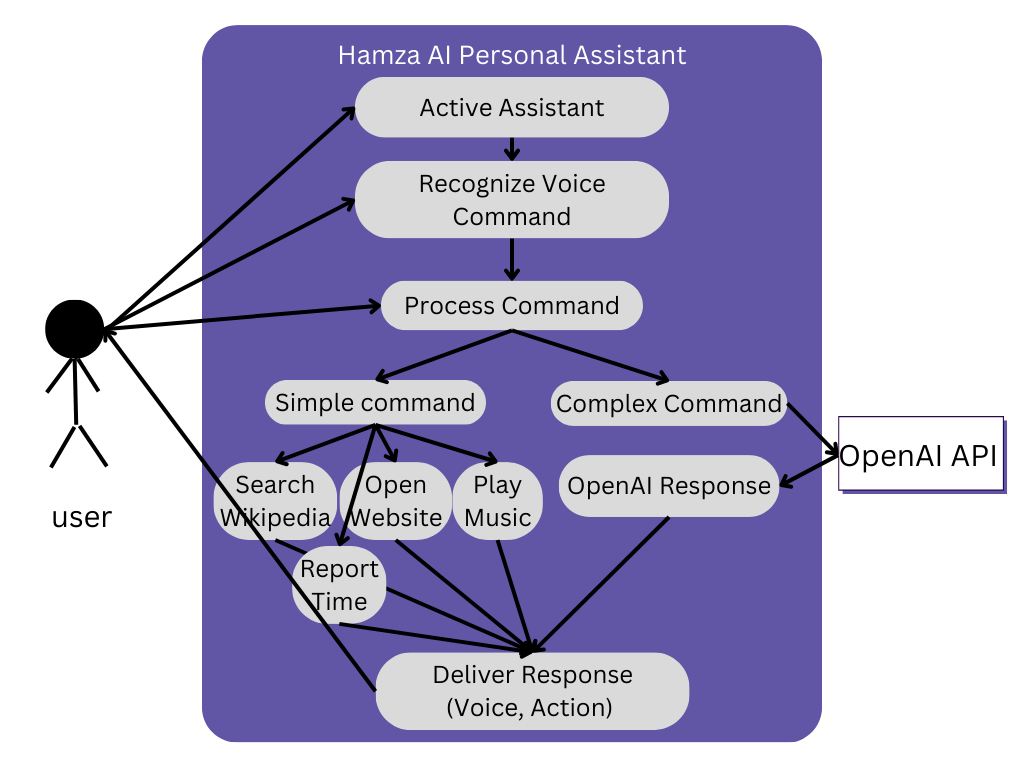 Hamza AI Personal Assistant
Active Assistant
Recognize Voice
Command
Process Command
Simple command
Complex Command
OpenAI API
Search
Wikipedia
Open
Website
Play
Music
OpenAI Response
user
Report
Time
Deliver Response
(Voice, Action)